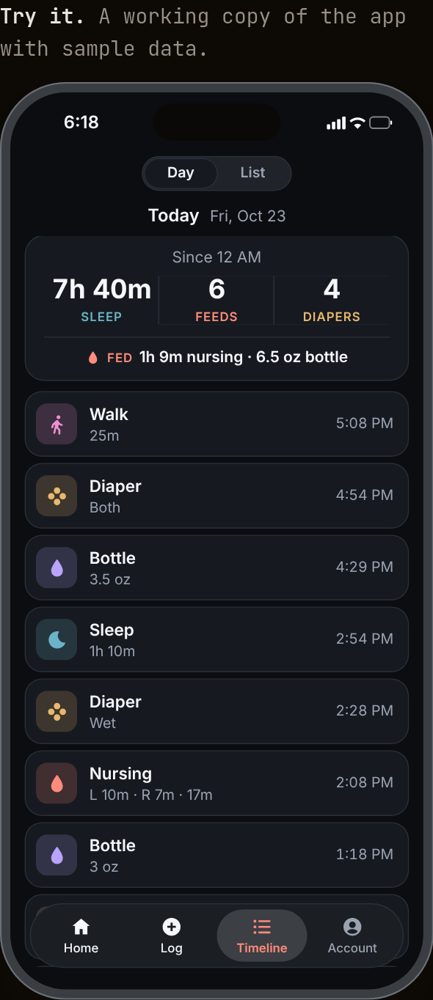 Try it. A working copy of the app
with sample data.
6:18
Day List
Today Fri, Oct 23
Since 12 AM
7h 40m 6 4
SLEEP FEEDS DIAPERS
FED 1h 9m nursing · 6.5 oz bottle
Walk
25m
5:08 PM
Diaper
Both
4:54 PM
Bottle
3.5 oz
4:29 PM
Sleep
1h 10m
2:54 PM
Diaper
Wet
2:28 PM
Nursing
L 10m · R 7m · 17m
2:08 PM
Bottle
3 oz
1:18 PM
Home Log Timeline Account